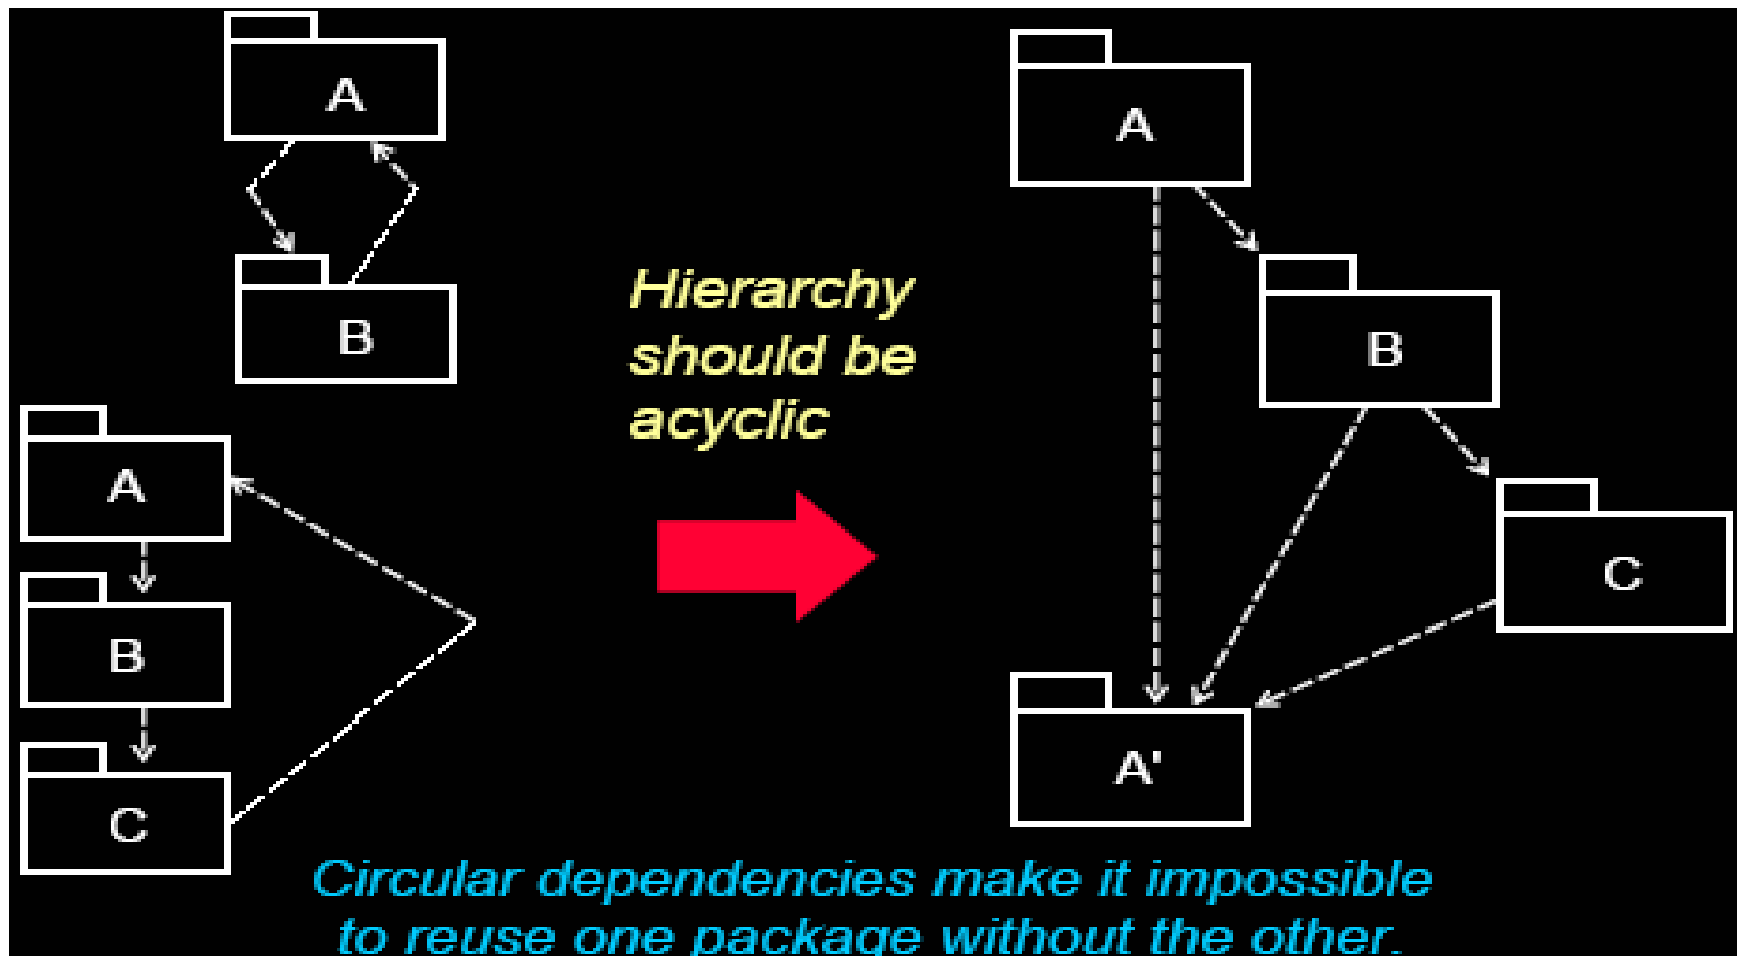 A
B
A
B
C
Hierarchy
should be
acyclic
A
B
C
A'
Circular dependencies make it impossible
to reuse one package without the other.